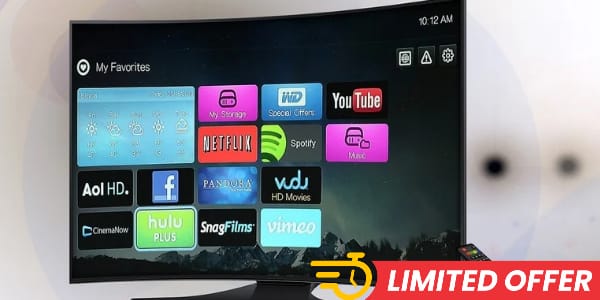 10:12 AM
My Favorites
My Storage
WD
Special Offers
YouTube
NETFLIX
Spotify
Music
Aol HD.
f
PANDORA
vudu
HD Movies
CinemaNow
hulu
PLUS
SnagFilms
vimeo
LIMITED OFFER